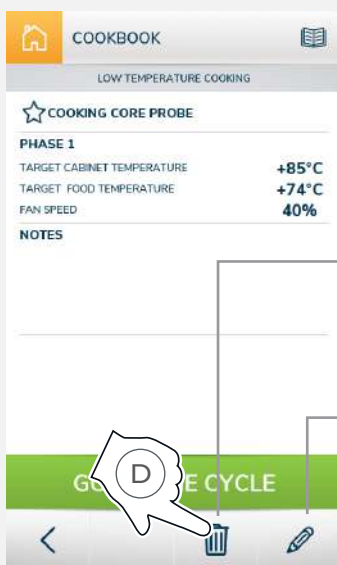 COOKBOOK
LOW TEMPERATURE COOKING
COOKING CORE PROBE
PHASE 1
TARGET CABINET TEMPERATURE +85°C
TARGET FOOD TEMPERATURE +74°C
FAN SPEED 40%
NOTES
CYCLE
D